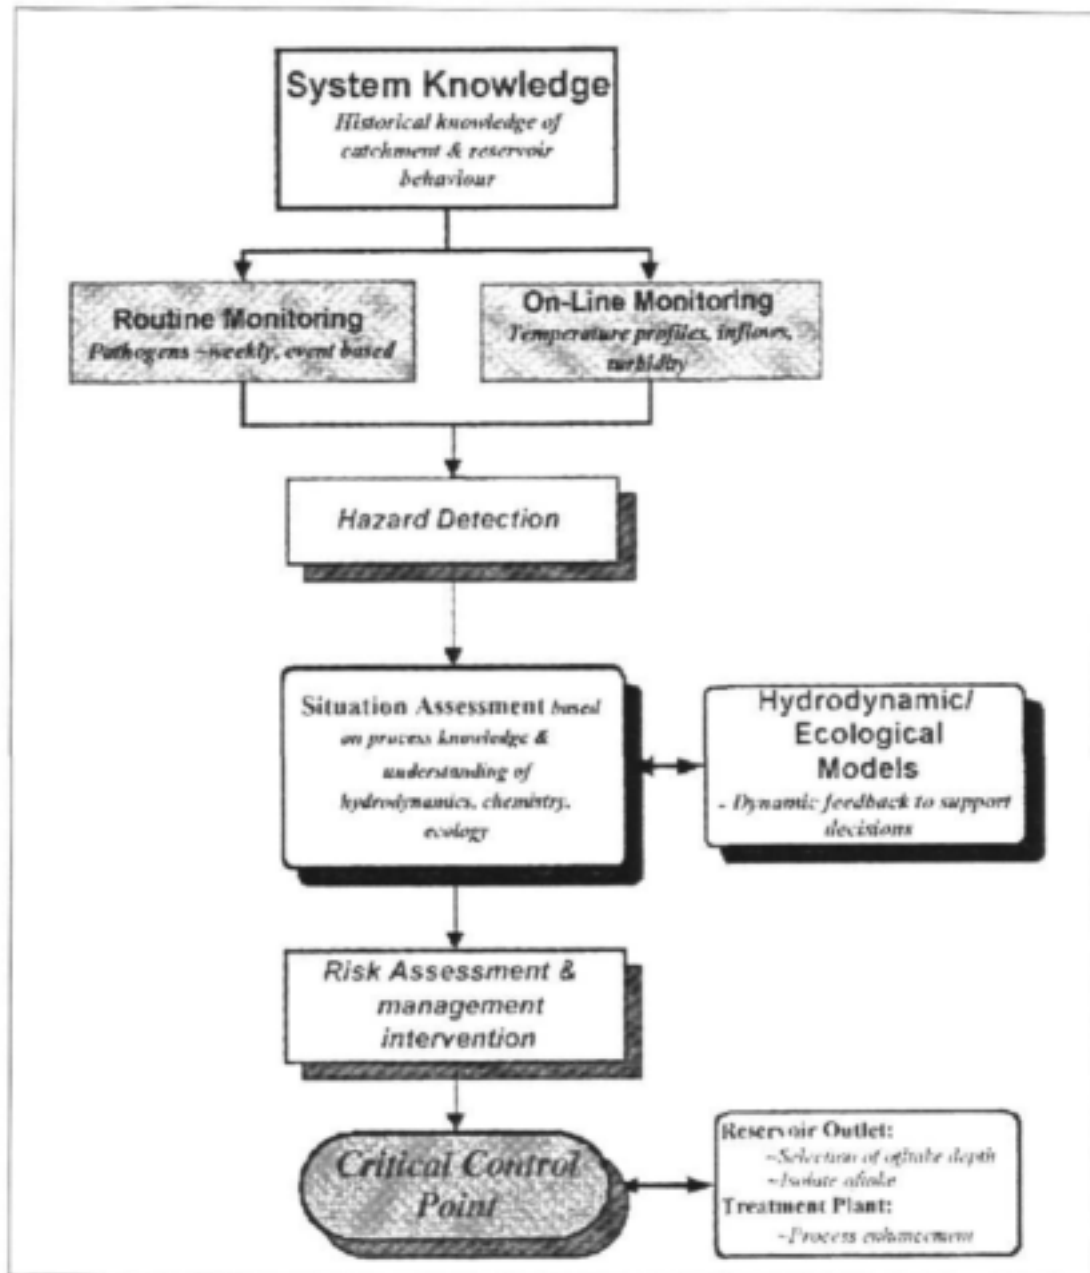 System Knowledge
Historical knowledge of
catchment & reservoir
behaviour
Routine Monitoring
Pathogens ~weekly, event based
On-Line Monitoring
Temperature profiles, inflows,
turbidity
Hazard Detection
Situation Assessment based
on process knowledge &
understanding of
hydrodynamics, chemistry,
ecology
Hydrodynamic/
Ecological
Models
- Dynamic feedback to support
decisions
Risk Assessment &
management
intervention
Critical Control
Point
Reservoir Outlet:
~Selection of offtake depth
~Isolate oftake
Treatment Plant:
~Process enhancement